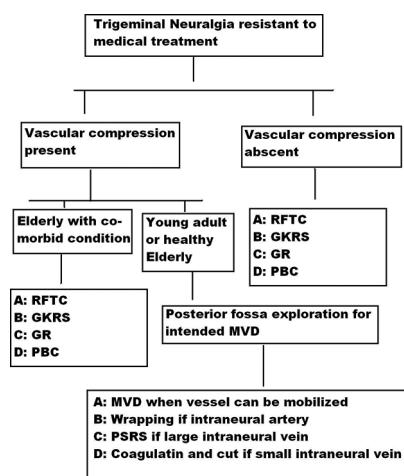 Trigeminal Neuralgia resistant to
medical treatment
Vascular compression
present
Vascular compression
abscent
Elderly with co-
morbid condition
Young adult
or healthy
Elderly
A: RFTC
B: GKRS
C: GR
D: PBC
A: RFTC
B: GKRS
C: GR
D: PBC
Posterior fossa exploration for
intended MVD
A: MVD when vessel can be mobilized
B: Wrapping if intraneural artery
C: PSRS if large intraneural vein
D: Coagulatin and cut if small intraneural vein